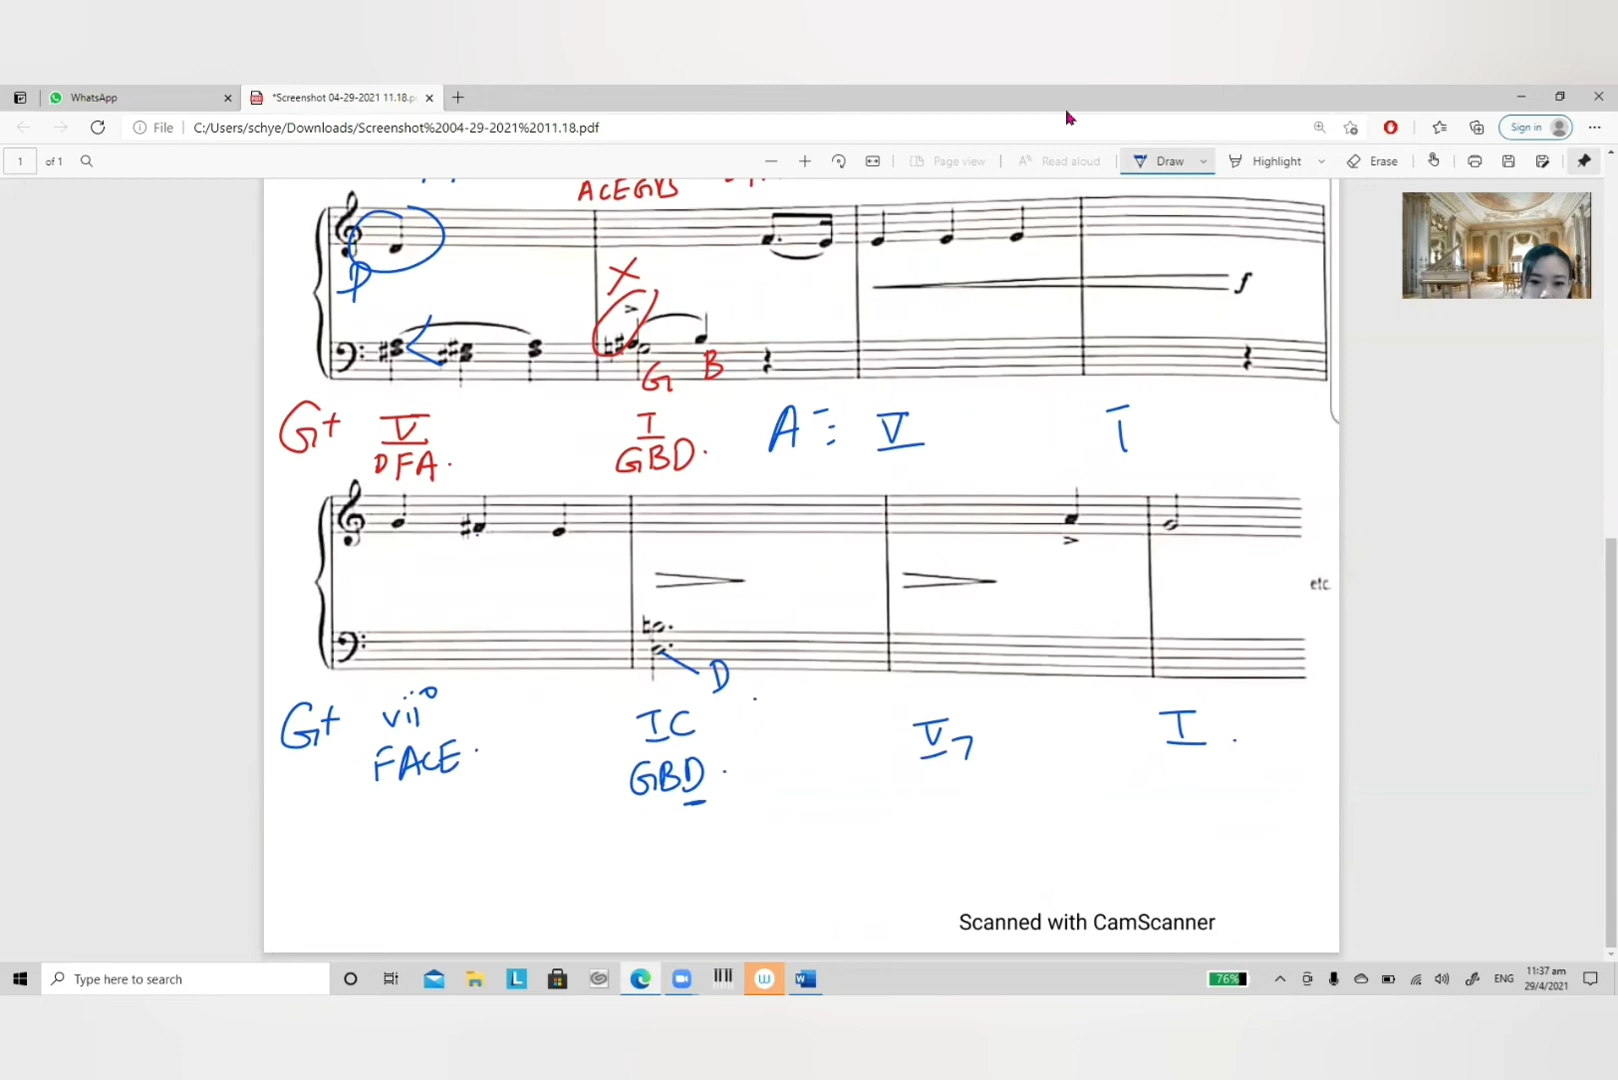 WhatsApp
*Screenshot 04-29-2021 11.18.p
File C:/Users/schye/Downloads/Screenshot%2004-29-2021%2011.18.pdf
Sign in
1 of 1
Page view
Read aloud
Draw
Highlight
Erase
P
X
f
G B
G+ V I A V I
DFA. GBD.
etc.
D
G+ vii° IC V7 I.
FACE. GBD.
Scanned with CamScanner
Type here to search
76%
ENG
11:37 am
29/4/2021